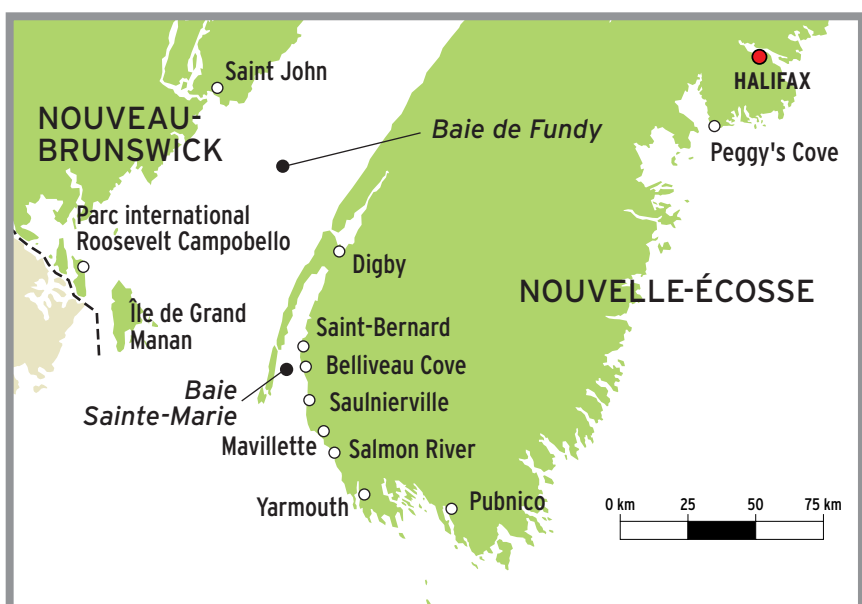 Saint John
HALIFAX
NOUVEAU-
BRUNSWICK
Baie de Fundy
Peggy's Cove
Parc international
Roosevelt Campobello
Digby
NOUVELLE-ÉCOSSE
Île de Grand
Manan
Saint-Bernard
Belliveau Cove
Baie
Sainte-Marie
Saulnierville
Mavillette
Salmon River
Yarmouth
Pubnico
0 km 25 50 75 km